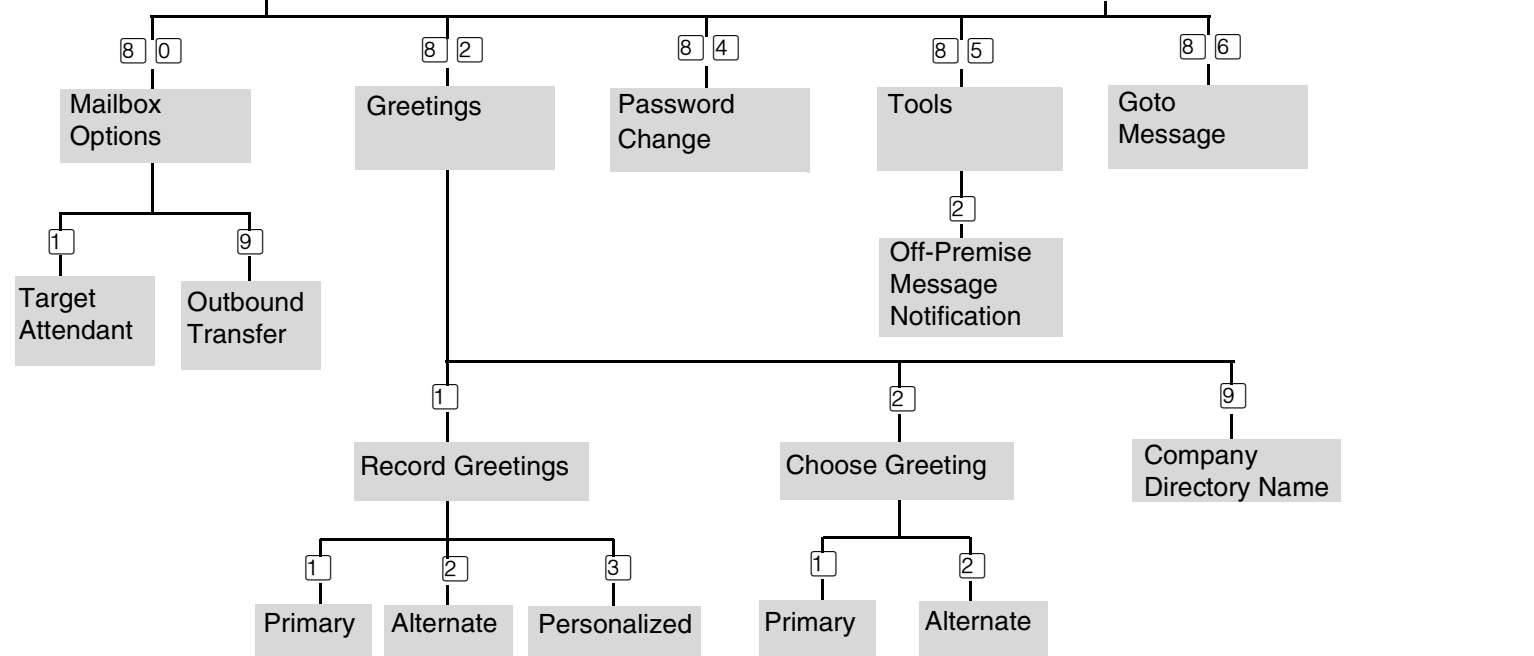 8 0
8 2
8 4
8 5
8 6
Mailbox
Options
Greetings
Password
Change
Tools
Goto
Message
1
9
2
Target
Attendant
Outbound
Transfer
Off-Premise
Message
Notification
1
2
9
Record Greetings
Choose Greeting
Company
Directory Name
1
2
3
1
2
Primary
Alternate
Personalized
Primary
Alternate